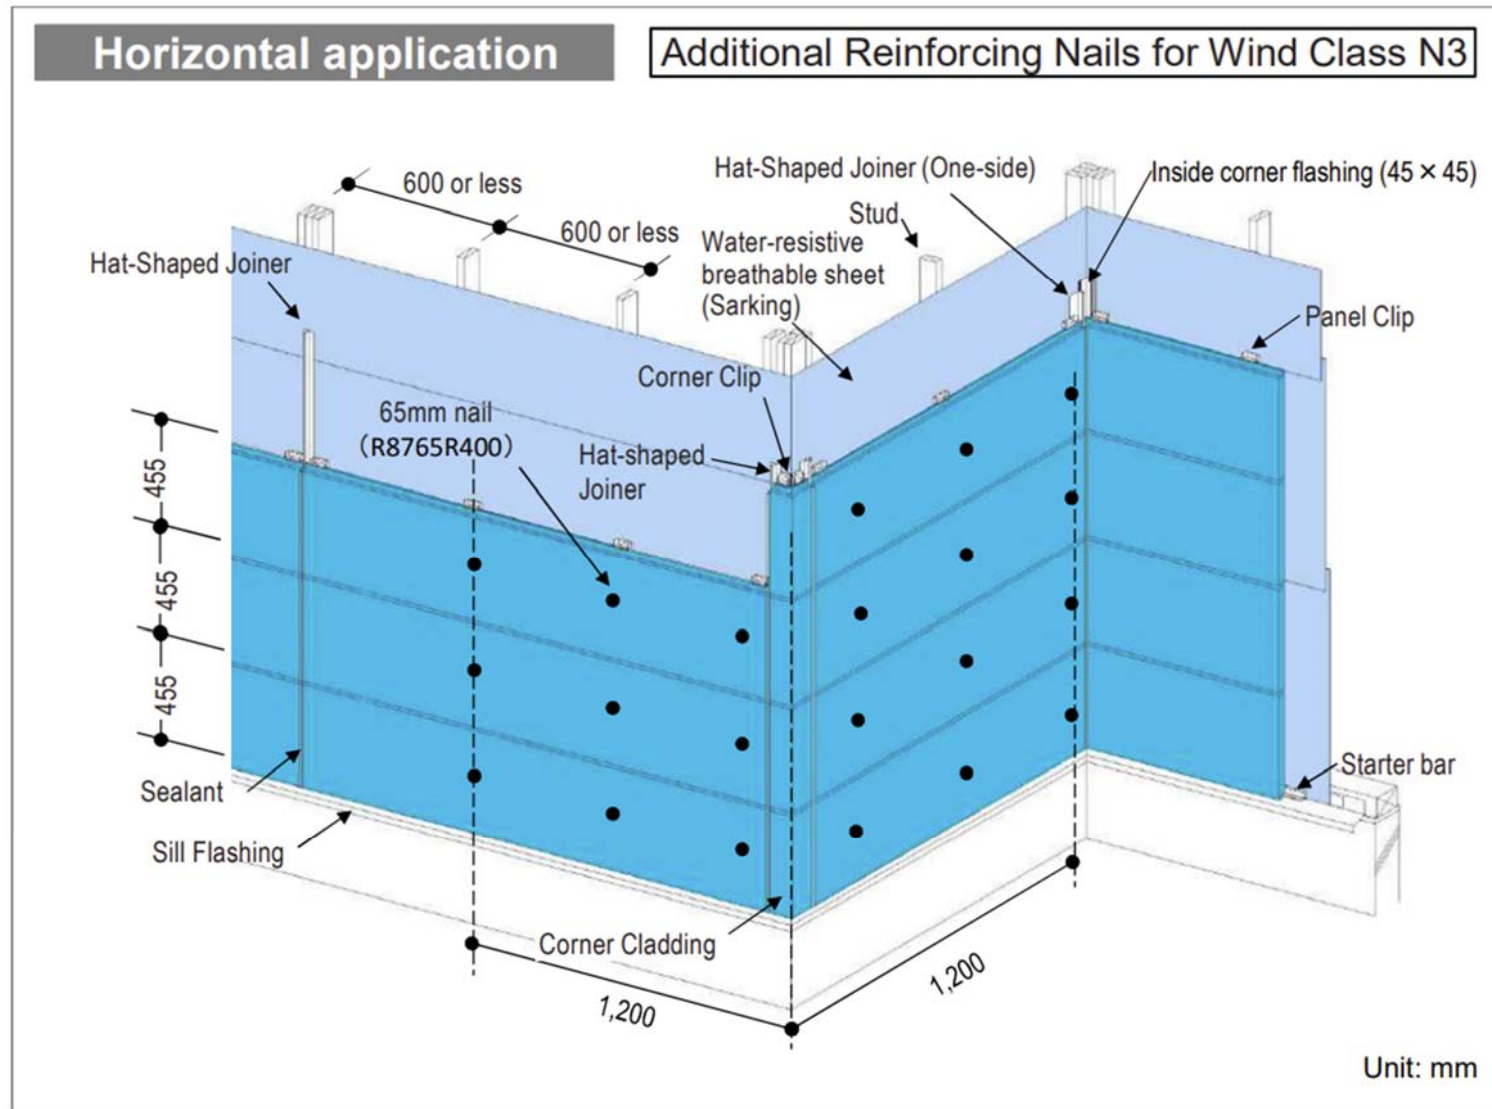 Horizontal application
Additional Reinforcing Nails for Wind Class N3
600 or less
600 or less
Hat-Shaped Joiner
Hat-Shaped Joiner (One-side)
Inside corner flashing (45 × 45)
Stud
Water-resistive
breathable sheet
(Sarking)
Panel Clip
Corner Clip
65mm nail
(R8765R400)
Hat-shaped
Joiner
455
455
455
Sealant
Sill Flashing
Starter bar
Corner Cladding
1,200
1,200
Unit: mm